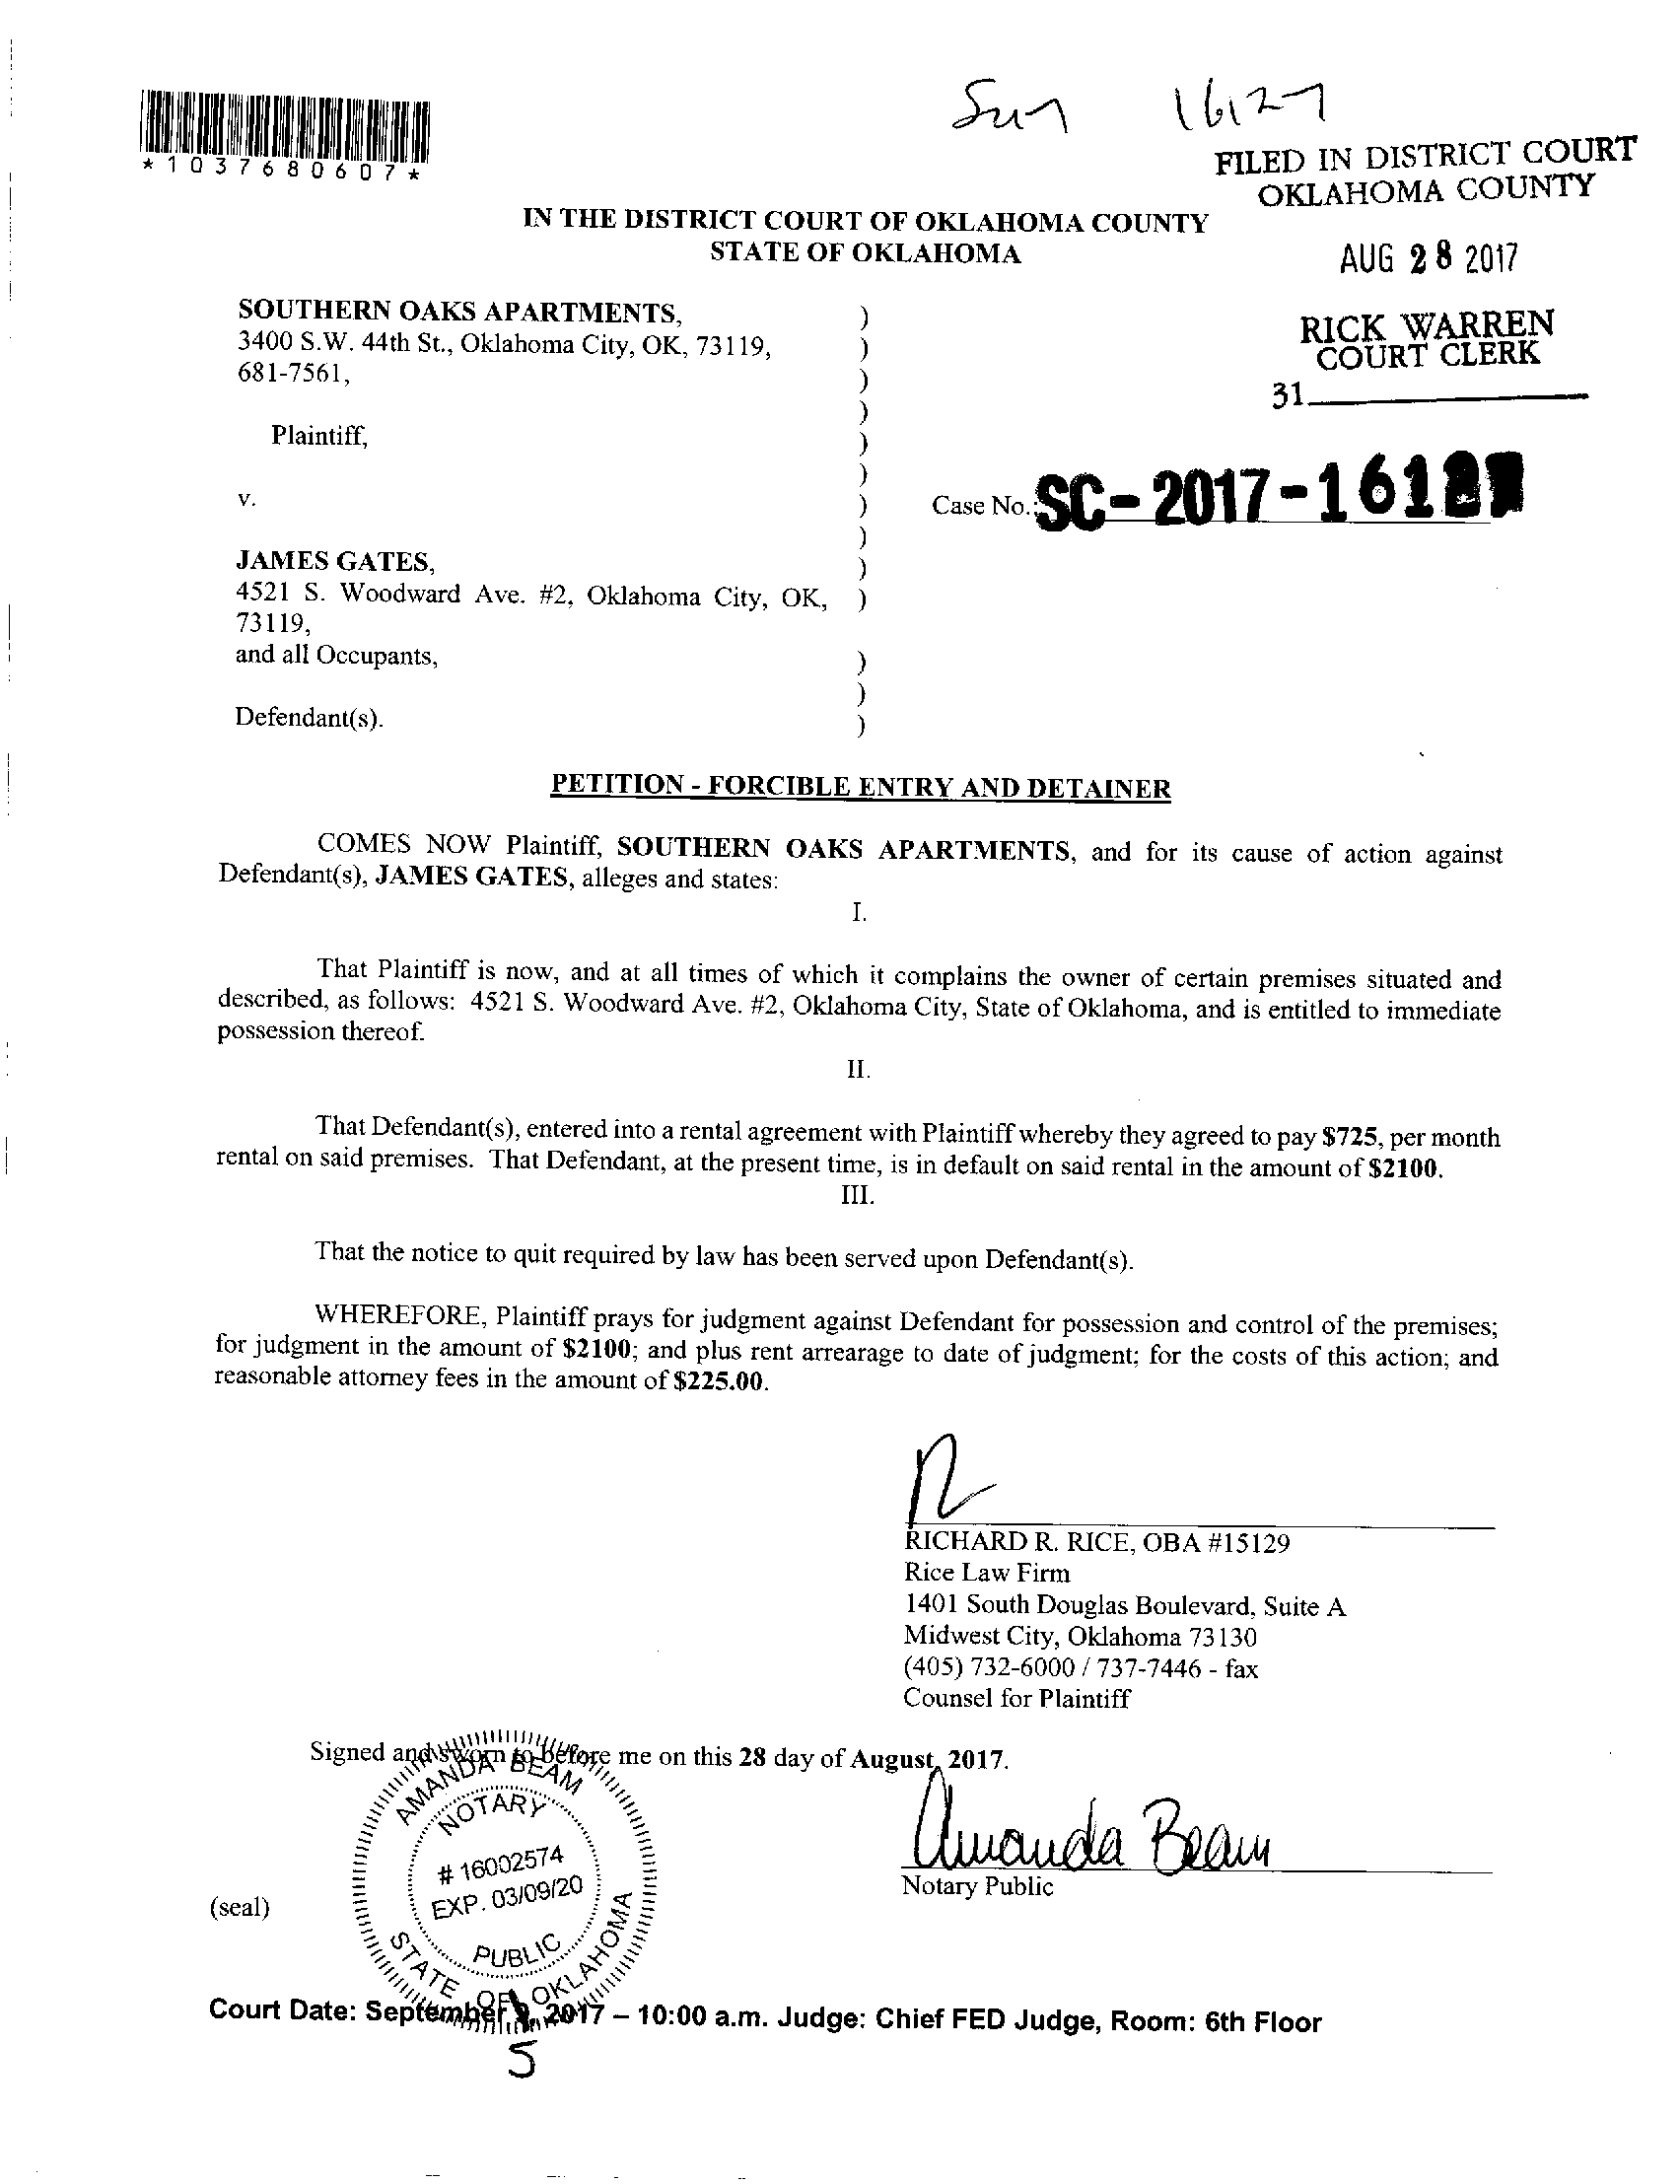 16127
*1037680607*
FILED IN DISTRICT COURT
OKLAHOMA COUNTY
IN THE DISTRICT COURT OF OKLAHOMA COUNTY
STATE OF OKLAHOMA
AUG 28 2017
RICK WARREN
COURT CLERK
31
SOUTHERN OAKS APARTMENTS, )
3400 S.W. 44th St., Oklahoma City, OK, 73119, )
681-7561, )
)
Plaintiff, )
)
v. )
Case No.: SC-2017-16127
)
JAMES GATES, )
4521 S. Woodward Ave. #2, Oklahoma City, OK, )
73119,
and all Occupants, )
)
Defendant(s). )
PETITION - FORCIBLE ENTRY AND DETAINER
COMES NOW Plaintiff, SOUTHERN OAKS APARTMENTS, and for its cause of action against
Defendant(s), JAMES GATES, alleges and states:
I.
That Plaintiff is now, and at all times of which it complains the owner of certain premises situated and
described, as follows: 4521 S. Woodward Ave. #2, Oklahoma City, State of Oklahoma, and is entitled to immediate
possession thereof.
II.
That Defendant(s), entered into a rental agreement with Plaintiff whereby they agreed to pay $725, per month
rental on said premises. That Defendant, at the present time, is in default on said rental in the amount of $2100.
III.
That the notice to quit required by law has been served upon Defendant(s).
WHEREFORE, Plaintiff prays for judgment against Defendant for possession and control of the premises;
for judgment in the amount of $2100; and plus rent arrearage to date of judgment; for the costs of this action; and
reasonable attorney fees in the amount of $225.00.
RICHARD R. RICE, OBA #15129
Rice Law Firm
1401 South Douglas Boulevard, Suite A
Midwest City, Oklahoma 73130
(405) 732-6000 / 737-7446 - fax
Counsel for Plaintiff
Signed and sworn to before me on this 28 day of August, 2017.
Amanda Beam
Notary Public
(seal)
AMANDA BEAM
NOTARY
# 16002574
EXP. 03/09/20
PUBLIC
STATE OF OKLAHOMA
Court Date: September 2017 – 10:00 a.m. Judge: Chief FED Judge, Room: 6th Floor
5